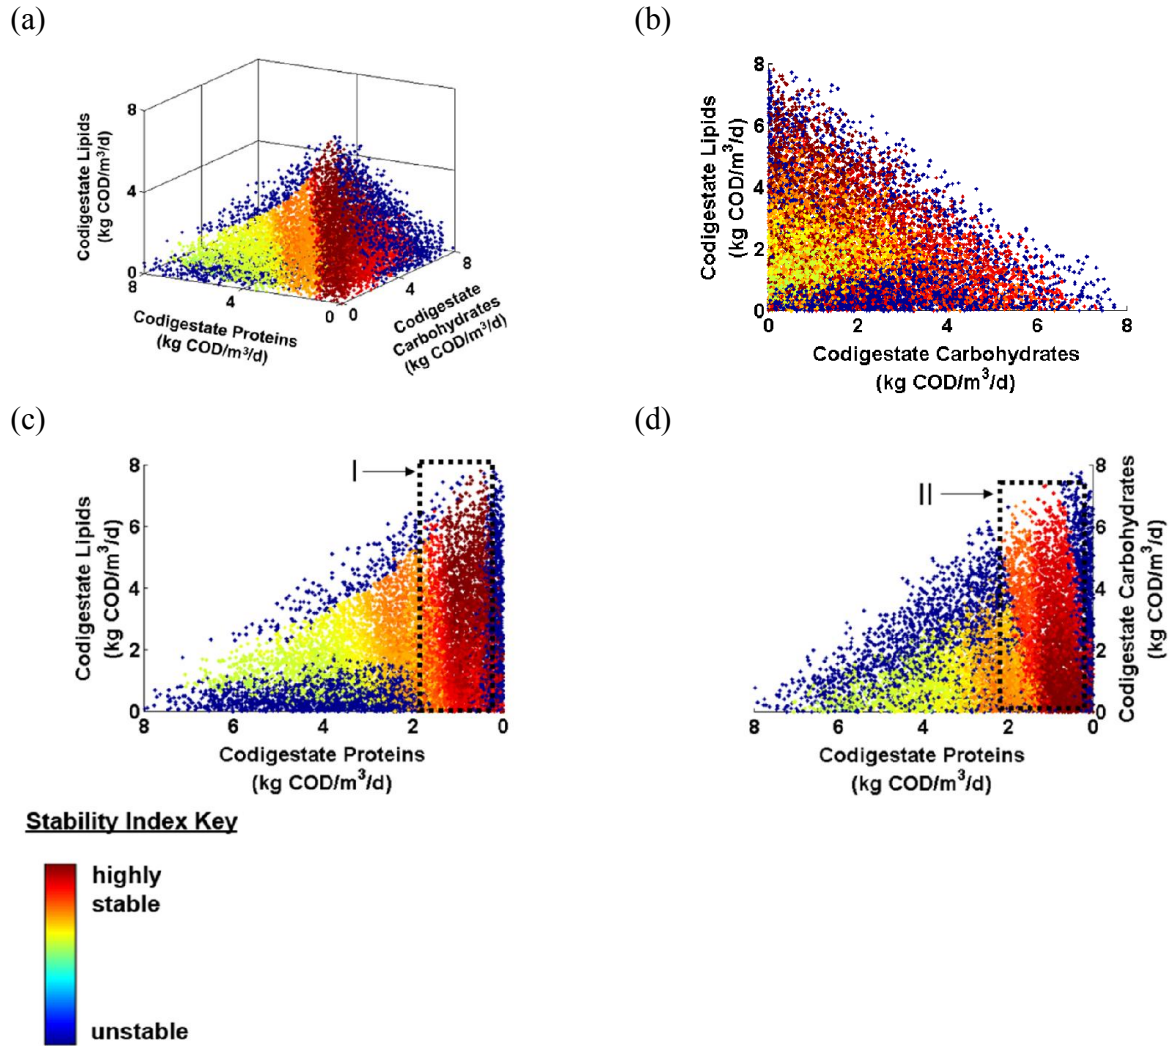 (a)
8
4
0
Codigestate Lipids
(kg COD/m³/d)
8
4
0
Codigestate Proteins
(kg COD/m³/d)
0
4
8
Codigestate
Carbohydrates
(kg COD/m³/d)
(b)
8
6
4
2
0
Codigestate Lipids
(kg COD/m³/d)
0
2
4
6
8
Codigestate Carbohydrates
(kg COD/m³/d)
(c)
I
8
6
4
2
0
Codigestate Lipids
(kg COD/m³/d)
8
6
4
2
0
Codigestate Proteins
(kg COD/m³/d)
(d)
II
8
6
4
2
0
Codigestate Carbohydrates
(kg COD/m³/d)
8
6
4
2
0
Codigestate Proteins
(kg COD/m³/d)
Stability Index Key
highly
stable
unstable